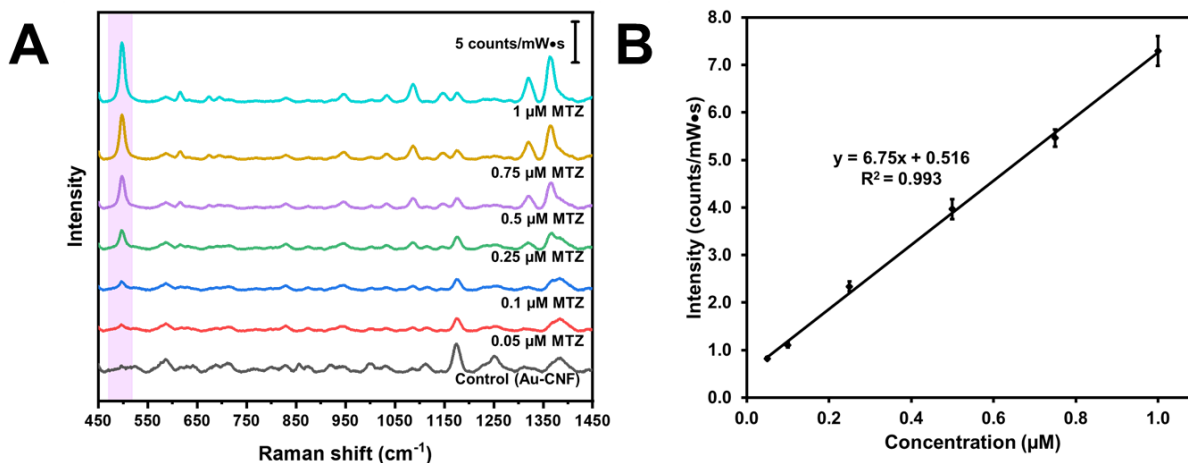 A
5 counts/mW•s
1 µM MTZ
0.75 µM MTZ
0.5 µM MTZ
0.25 µM MTZ
0.1 µM MTZ
0.05 µM MTZ
Control (Au-CNF)
Intensity
450 550 650 750 850 950 1050 1150 1250 1350 1450
Raman shift (cm⁻¹)
B
8.0
7.0
6.0
5.0
4.0
3.0
2.0
1.0
0.0
Intensity (counts/mW•s)
y = 6.75x + 0.516
R² = 0.993
0.0 0.2 0.4 0.6 0.8 1.0
Concentration (µM)